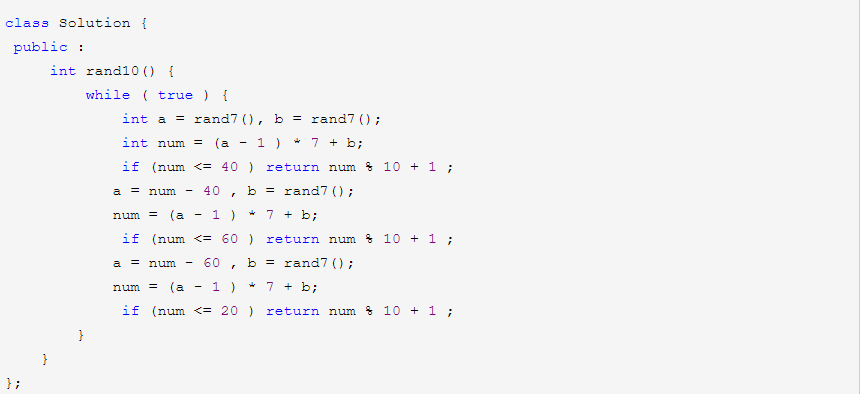 class Solution {
public :
int rand10() {
while ( true ) {
int a = rand7(), b = rand7();
int num = (a - 1 ) * 7 + b;
if (num <= 40 ) return num % 10 + 1 ;
a = num - 40 , b = rand7();
num = (a - 1 ) * 7 + b;
if (num <= 60 ) return num % 10 + 1 ;
a = num - 60 , b = rand7();
num = (a - 1 ) * 7 + b;
if (num <= 20 ) return num % 10 + 1 ;
}
}
};